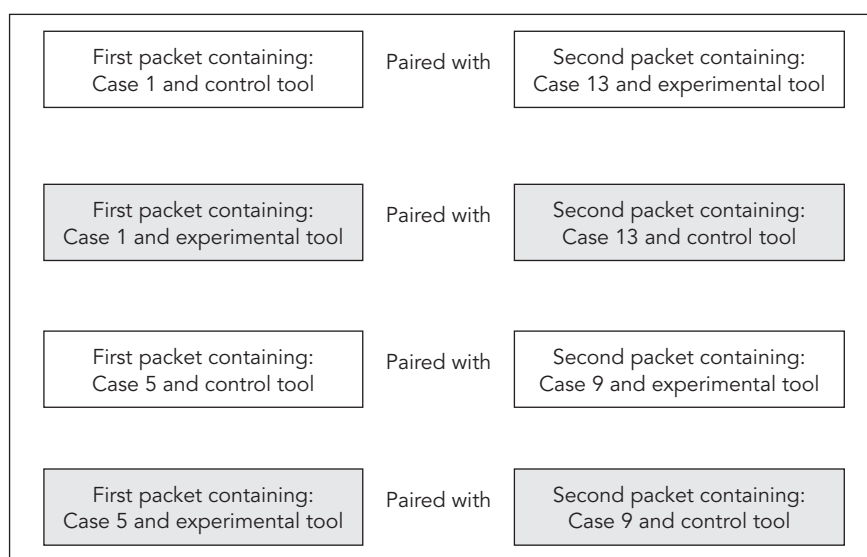 First packet containing:
Case 1 and control tool
Paired with
Second packet containing:
Case 13 and experimental tool
First packet containing:
Case 1 and experimental tool
Paired with
Second packet containing:
Case 13 and control tool
First packet containing:
Case 5 and control tool
Paired with
Second packet containing:
Case 9 and experimental tool
First packet containing:
Case 5 and experimental tool
Paired with
Second packet containing:
Case 9 and control tool